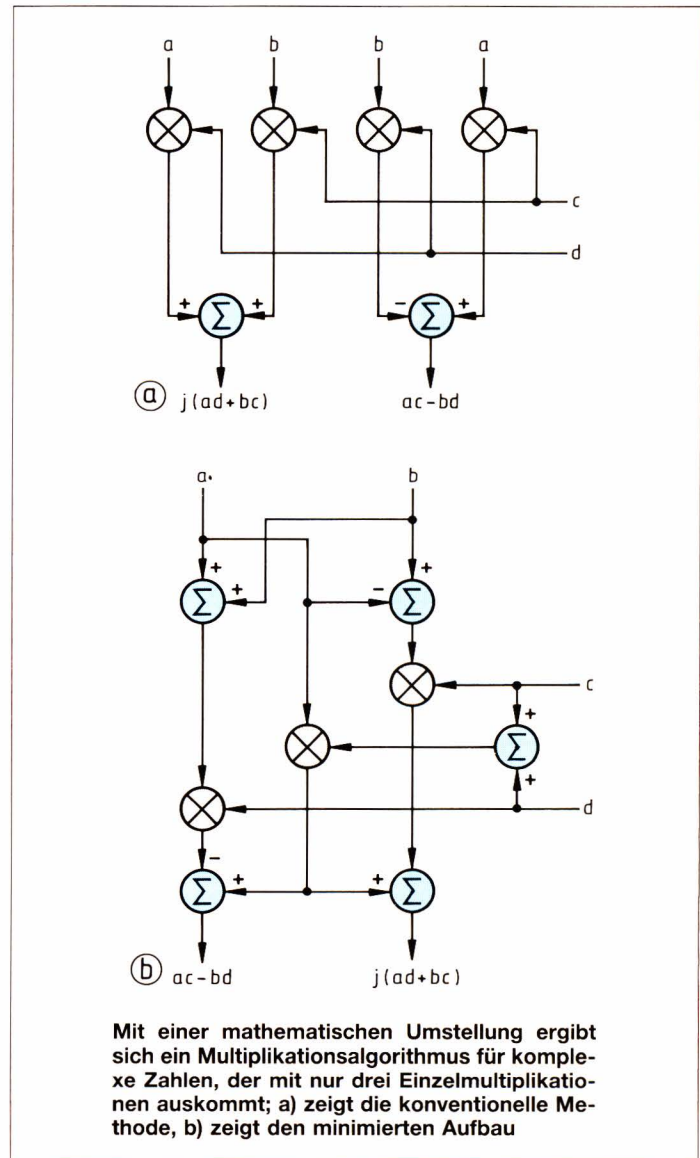 a b b a
c
d
+ + - +
Σ Σ
j(ad+bc) ac-bd
ⓐ
a. b
+ + - +
Σ Σ
c
+
Σ
+
d
-
+ +
Σ Σ
ⓑ ac-bd j(ad+bc)
Mit einer mathematischen Umstellung ergibt
sich ein Multiplikationsalgorithmus für komple-
xe Zahlen, der mit nur drei Einzelmultiplikatio-
nen auskommt; a) zeigt die konventionelle Me-
thode, b) zeigt den minimierten Aufbau